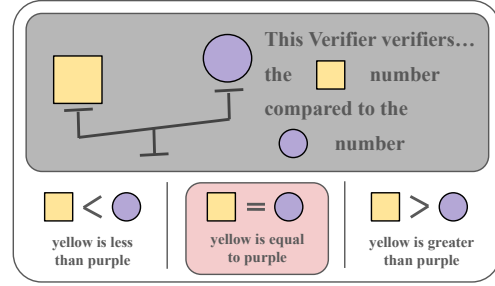 This Verifier verifiers...
the number
compared to the
number
<
yellow is less
than purple
=
yellow is equal
to purple
>
yellow is greater
than purple